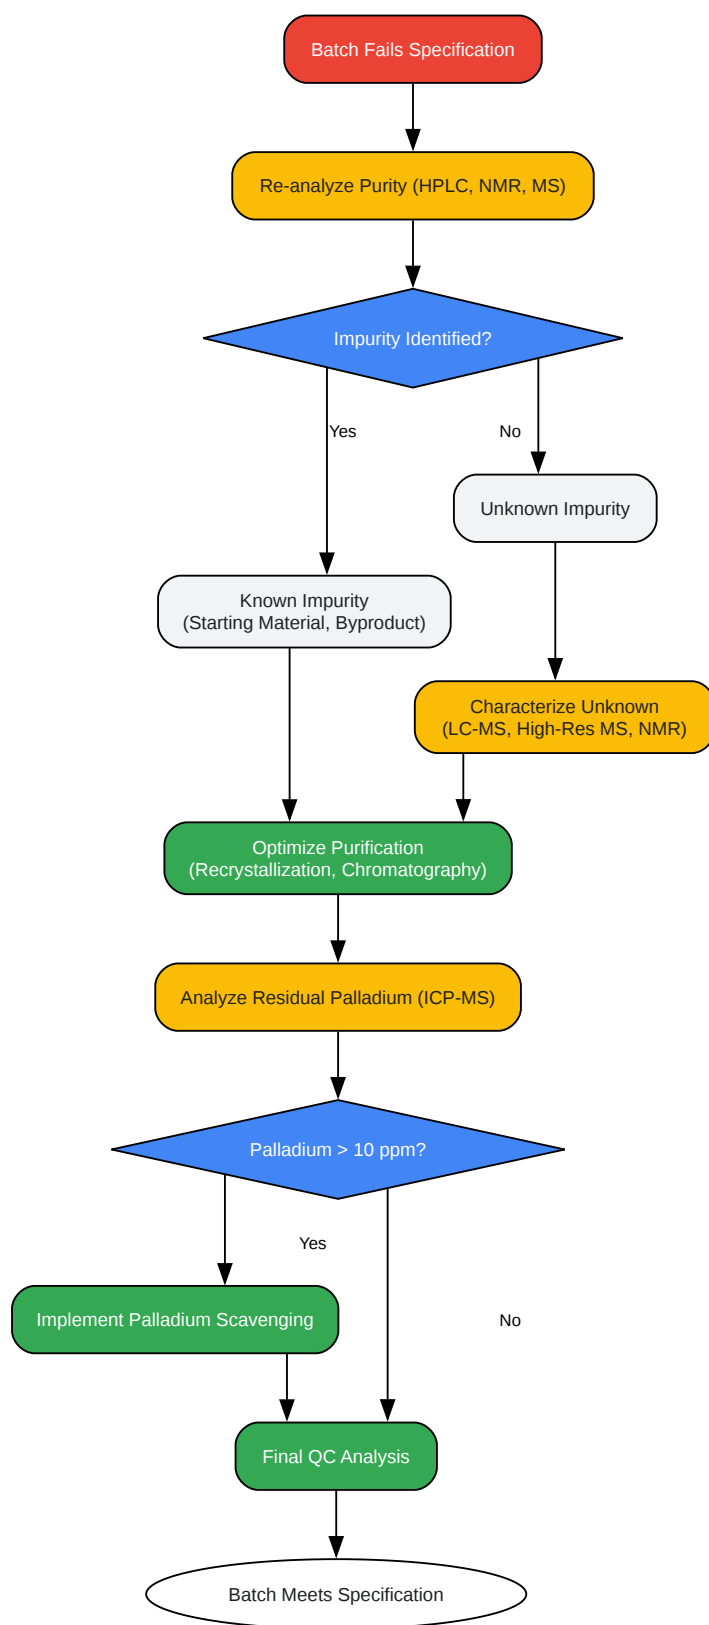 Batch Fails Specification
Re-analyze Purity (HPLC, NMR, MS)
Impurity Identified?
Yes
No
Unknown Impurity
Known Impurity
(Starting Material, Byproduct)
Characterize Unknown
(LC-MS, High-Res MS, NMR)
Optimize Purification
(Recrystallization, Chromatography)
Analyze Residual Palladium (ICP-MS)
Palladium > 10 ppm?
Yes
Implement Palladium Scavenging
No
Final QC Analysis
Batch Meets Specification